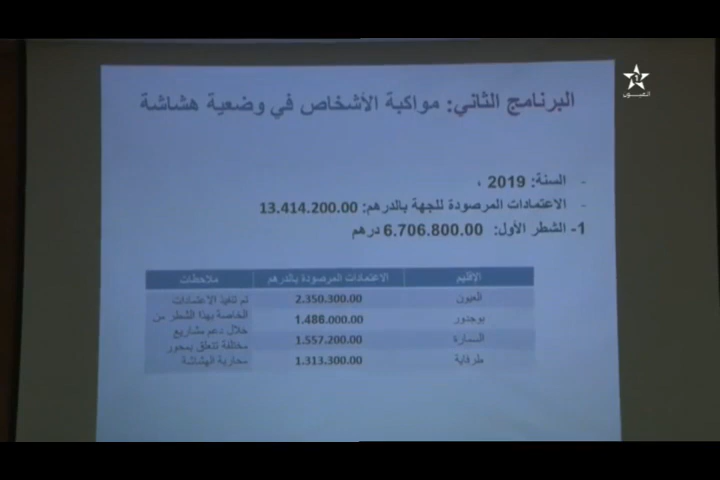 البرنامج الثاني: مواكبة الأشخاص في وضعية هشاشة
العيون
- السنة: 2019 ،
- الاعتمادات المرصودة للجهة بالدرهم: 13.414.200.00
1- الشطر الأول: 6.706.800.00 درهم
الإقليم الاعتمادات المرصودة بالدرهم ملاحظات
العيون 2.350.300.00 تم تنفيذ الاعتمادات
بوجدور 1.486.000.00 الخاصة بهذا الشطر من
السمارة 1.557.200.00 خلال دعم مشاريع
مختلفة تتعلق بمحور
طرفاية 1.313.300.00 محاربة الهشاشة